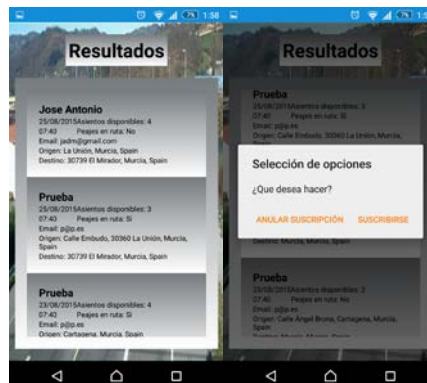 1:58
Resultados
Jose Antonio
25/08/2015Asientos disponibles: 4
07:40 Peajes en ruta: No
Email: jadm@gmail.com
Origen: La Unión, Murcia, Spain
Destino: 30739 El Mirador, Murcia, Spain
Prueba
25/08/2015Asientos disponibles: 3
07:40 Peajes en ruta: Si
Email: p@p.es
Origen: Calle Embudo, 30360 La Unión, Murcia,
Spain
Destino: 30739 El Mirador, Murcia, Spain
Prueba
23/08/2015Asientos disponibles: 4
07:40 Peajes en ruta: Si
Email: p@p.es
Origen: Cartagena, Murcia, Spain
Resultados
Prueba
25/08/2015Asientos disponibles: 3
07:40 Peajes en ruta: Si
Email: p@p.es
Origen: Calle Embudo, 30360 La Unión, Murcia,
Spain
Selección de opciones
¿Que desea hacer?
ANULAR SUSCRIPCIÓN SUSCRIBIRSE
Destino: 30739 El Mirador, Murcia, Spain
Prueba
Asientos disponibles: 3
07:40 Peajes en ruta: No
Email: p@p.es
Origen: Calle Angel Bruna, Cartagena, Murcia,
Spain